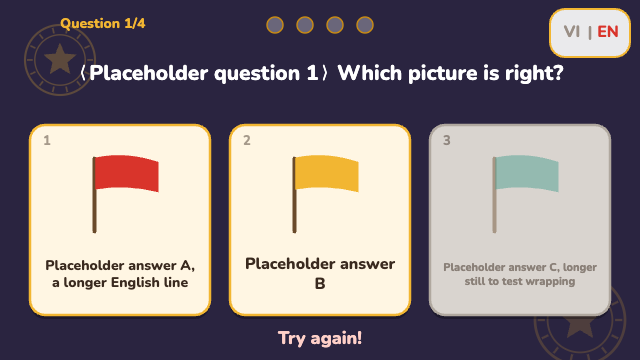 Question 1/4
VI | EN
⟨Placeholder question 1⟩ Which picture is right?
1
Placeholder answer A,
a longer English line
2
Placeholder answer
B
3
Placeholder answer C, longer
still to test wrapping
Try again!